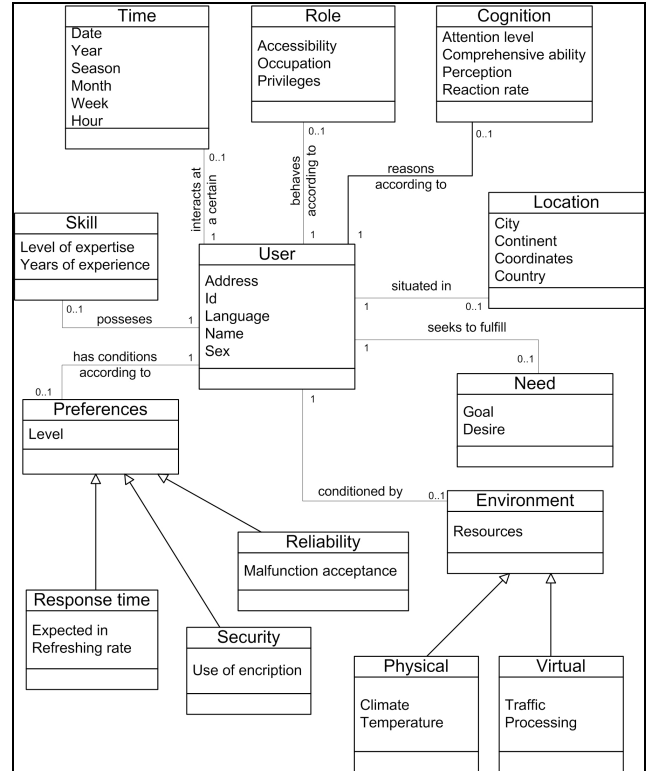 Time
Date
Year
Season
Month
Week
Hour
Role
Accessibility
Occupation
Privileges
Cognition
Attention level
Comprehensive ability
Perception
Reaction rate
0..1
interacts at
a certain
1
0..1
behaves
according to
1
0..1
reasons
according to
1
Skill
Level of expertise
Years of experience
0..1
posseses
1
User
Address
Id
Language
Name
Sex
Location
City
Continent
Coordinates
Country
situated in
1
0..1
seeks to fulfill
1
0..1
has conditions
according to
1
0..1
Preferences
Level
Need
Goal
Desire
1
conditioned by
0..1
Environment
Resources
Reliability
Malfunction acceptance
Response time
Expected in
Refreshing rate
Security
Use of encription
Physical
Climate
Temperature
Virtual
Traffic
Processing